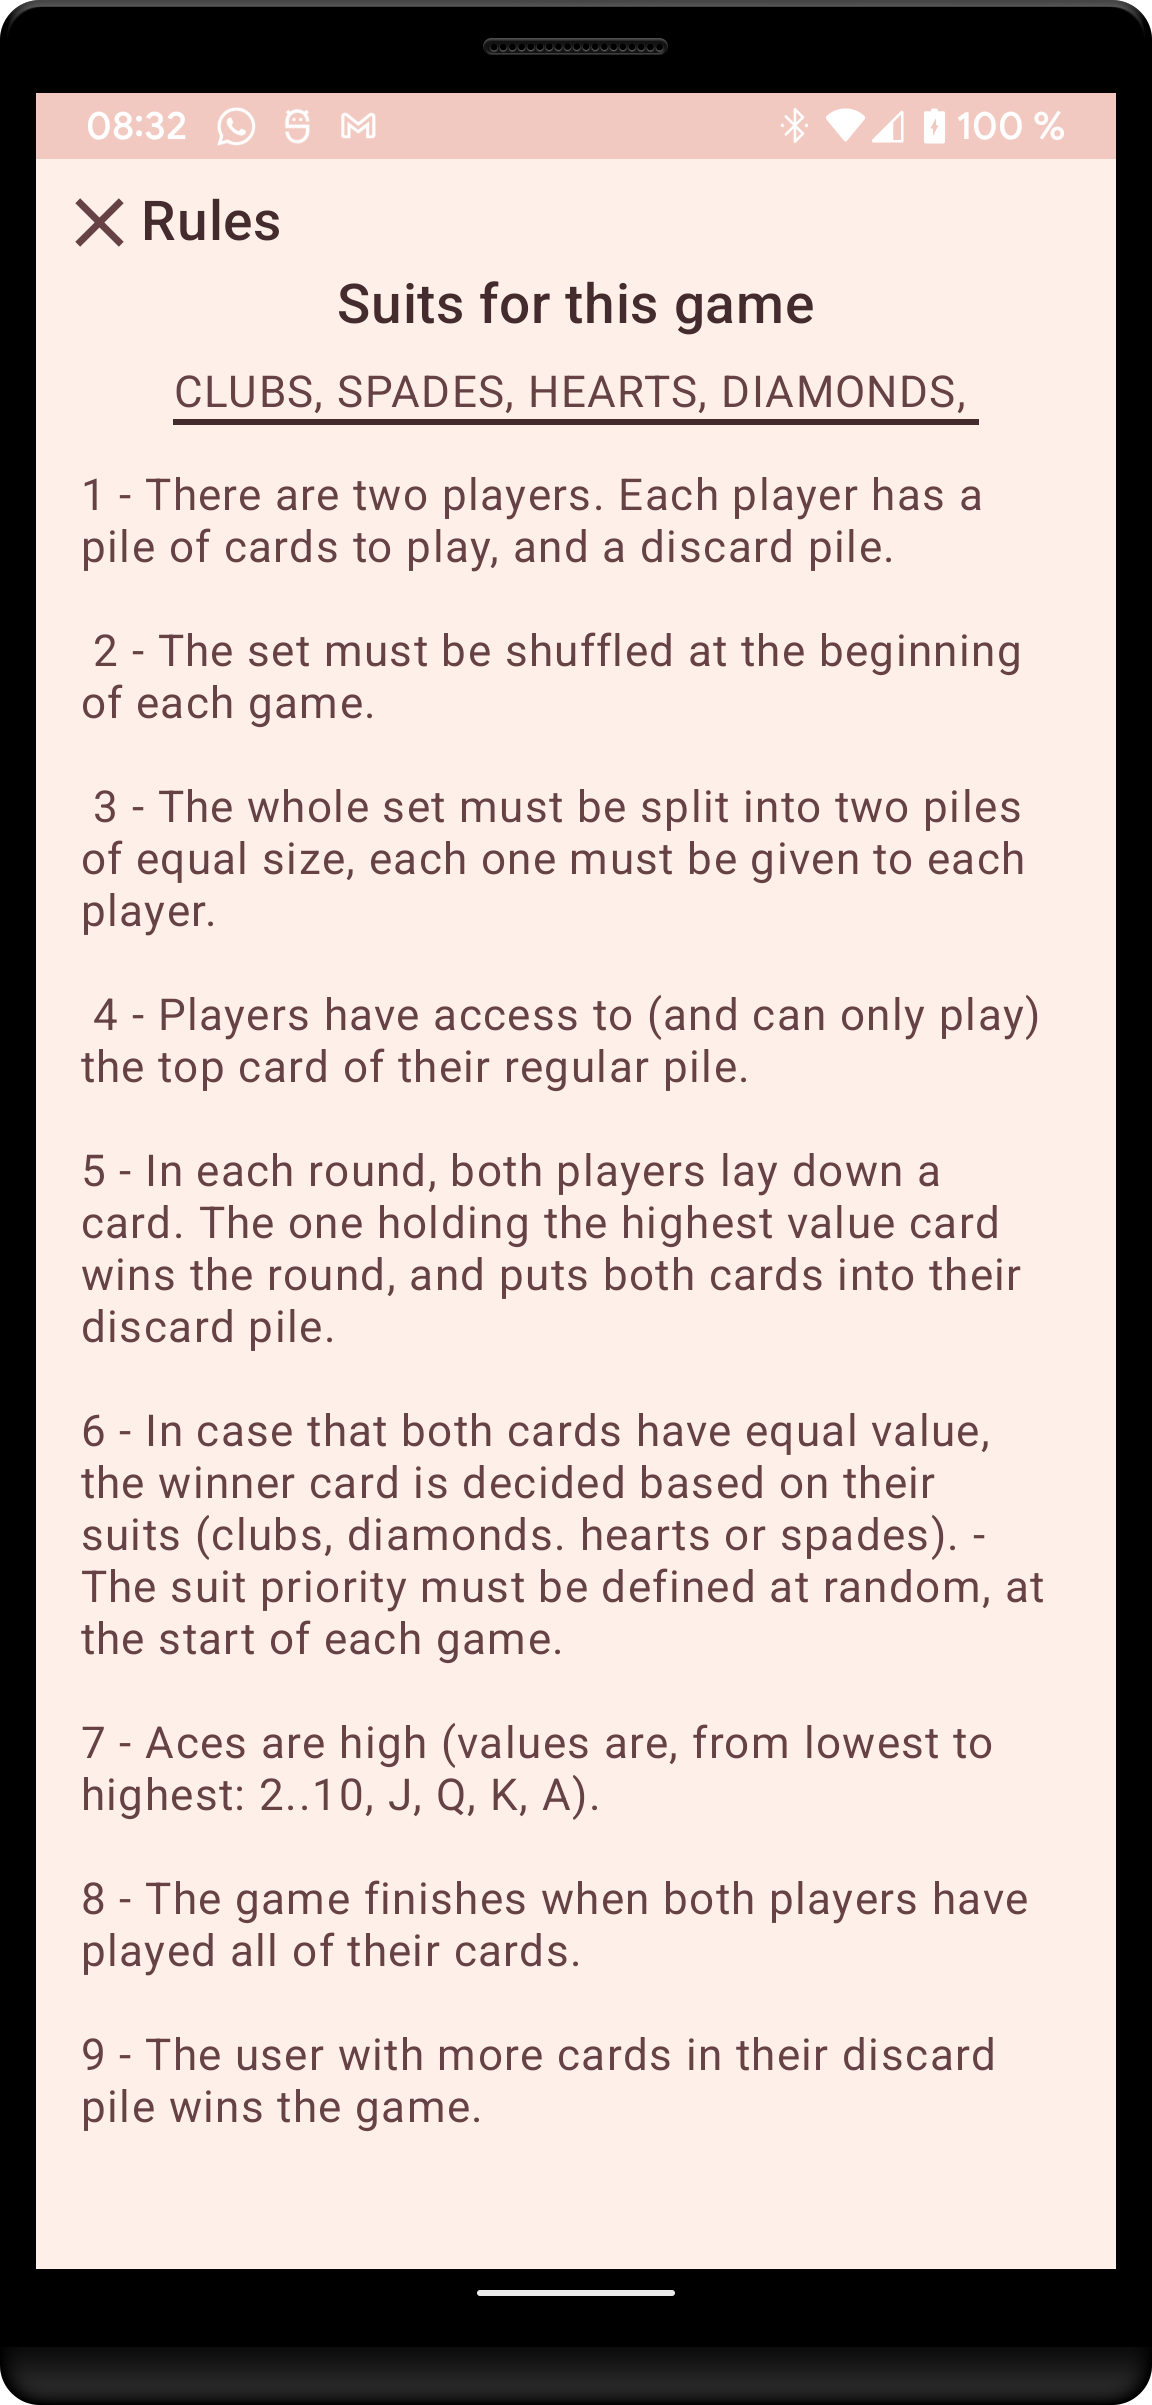 08:32 100 %
Rules
Suits for this game
CLUBS, SPADES, HEARTS, DIAMONDS,
1 - There are two players. Each player has a
pile of cards to play, and a discard pile.
2 - The set must be shuffled at the beginning
of each game.
3 - The whole set must be split into two piles
of equal size, each one must be given to each
player.
4 - Players have access to (and can only play)
the top card of their regular pile.
5 - In each round, both players lay down a
card. The one holding the highest value card
wins the round, and puts both cards into their
discard pile.
6 - In case that both cards have equal value,
the winner card is decided based on their
suits (clubs, diamonds. hearts or spades). -
The suit priority must be defined at random, at
the start of each game.
7 - Aces are high (values are, from lowest to
highest: 2..10, J, Q, K, A).
8 - The game finishes when both players have
played all of their cards.
9 - The user with more cards in their discard
pile wins the game.